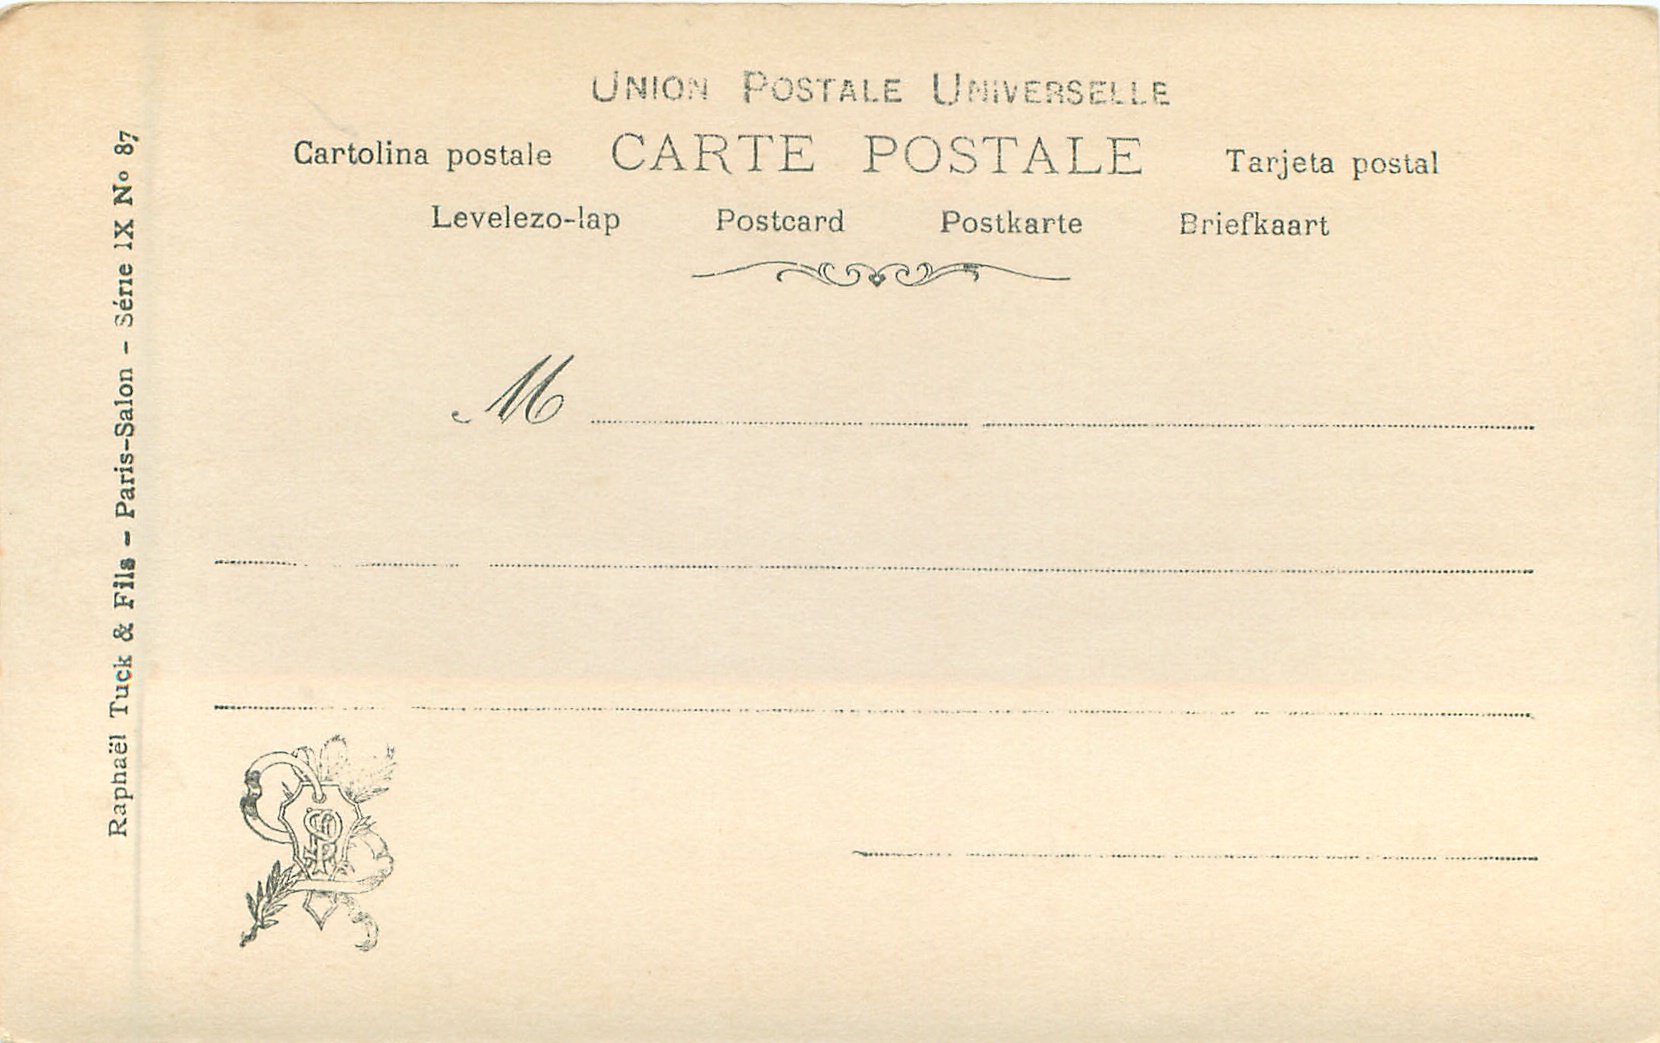 UNION POSTALE UNIVERSELLE
Cartolina postale CARTE POSTALE Tarjeta postal
Levelezo-lap Postcard Postkarte Briefkaart
M
Raphaël Tuck & Fils - Paris-Salon - Série IX Nº 87